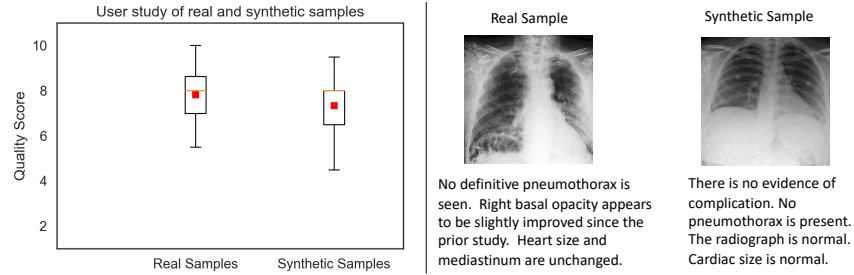 User study of real and synthetic samples
10
8
6
4
2
Quality Score
Real Samples
Synthetic Samples
Real Sample
No definitive pneumothorax is
seen. Right basal opacity appears
to be slightly improved since the
prior study. Heart size and
mediastinum are unchanged.
Synthetic Sample
There is no evidence of
complication. No
pneumothorax is present.
The radiograph is normal.
Cardiac size is normal.